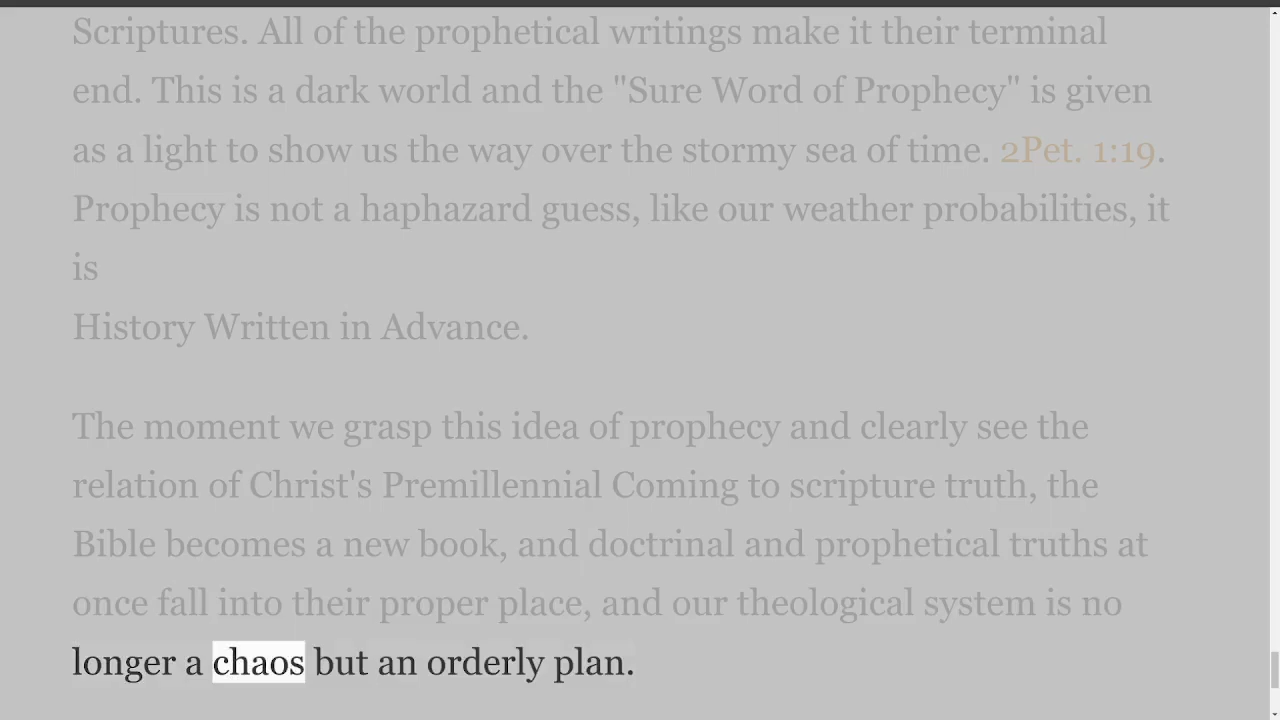 Scriptures. All of the prophetical writings make it their terminal
end. This is a dark world and the "Sure Word of Prophecy" is given
as a light to show us the way over the stormy sea of time. 2Pet. 1:19.
Prophecy is not a haphazard guess, like our weather probabilities, it
is
History Written in Advance.
The moment we grasp this idea of prophecy and clearly see the
relation of Christ's Premillennial Coming to scripture truth, the
Bible becomes a new book, and doctrinal and prophetical truths at
once fall into their proper place, and our theological system is no
longer a chaos but an orderly plan.